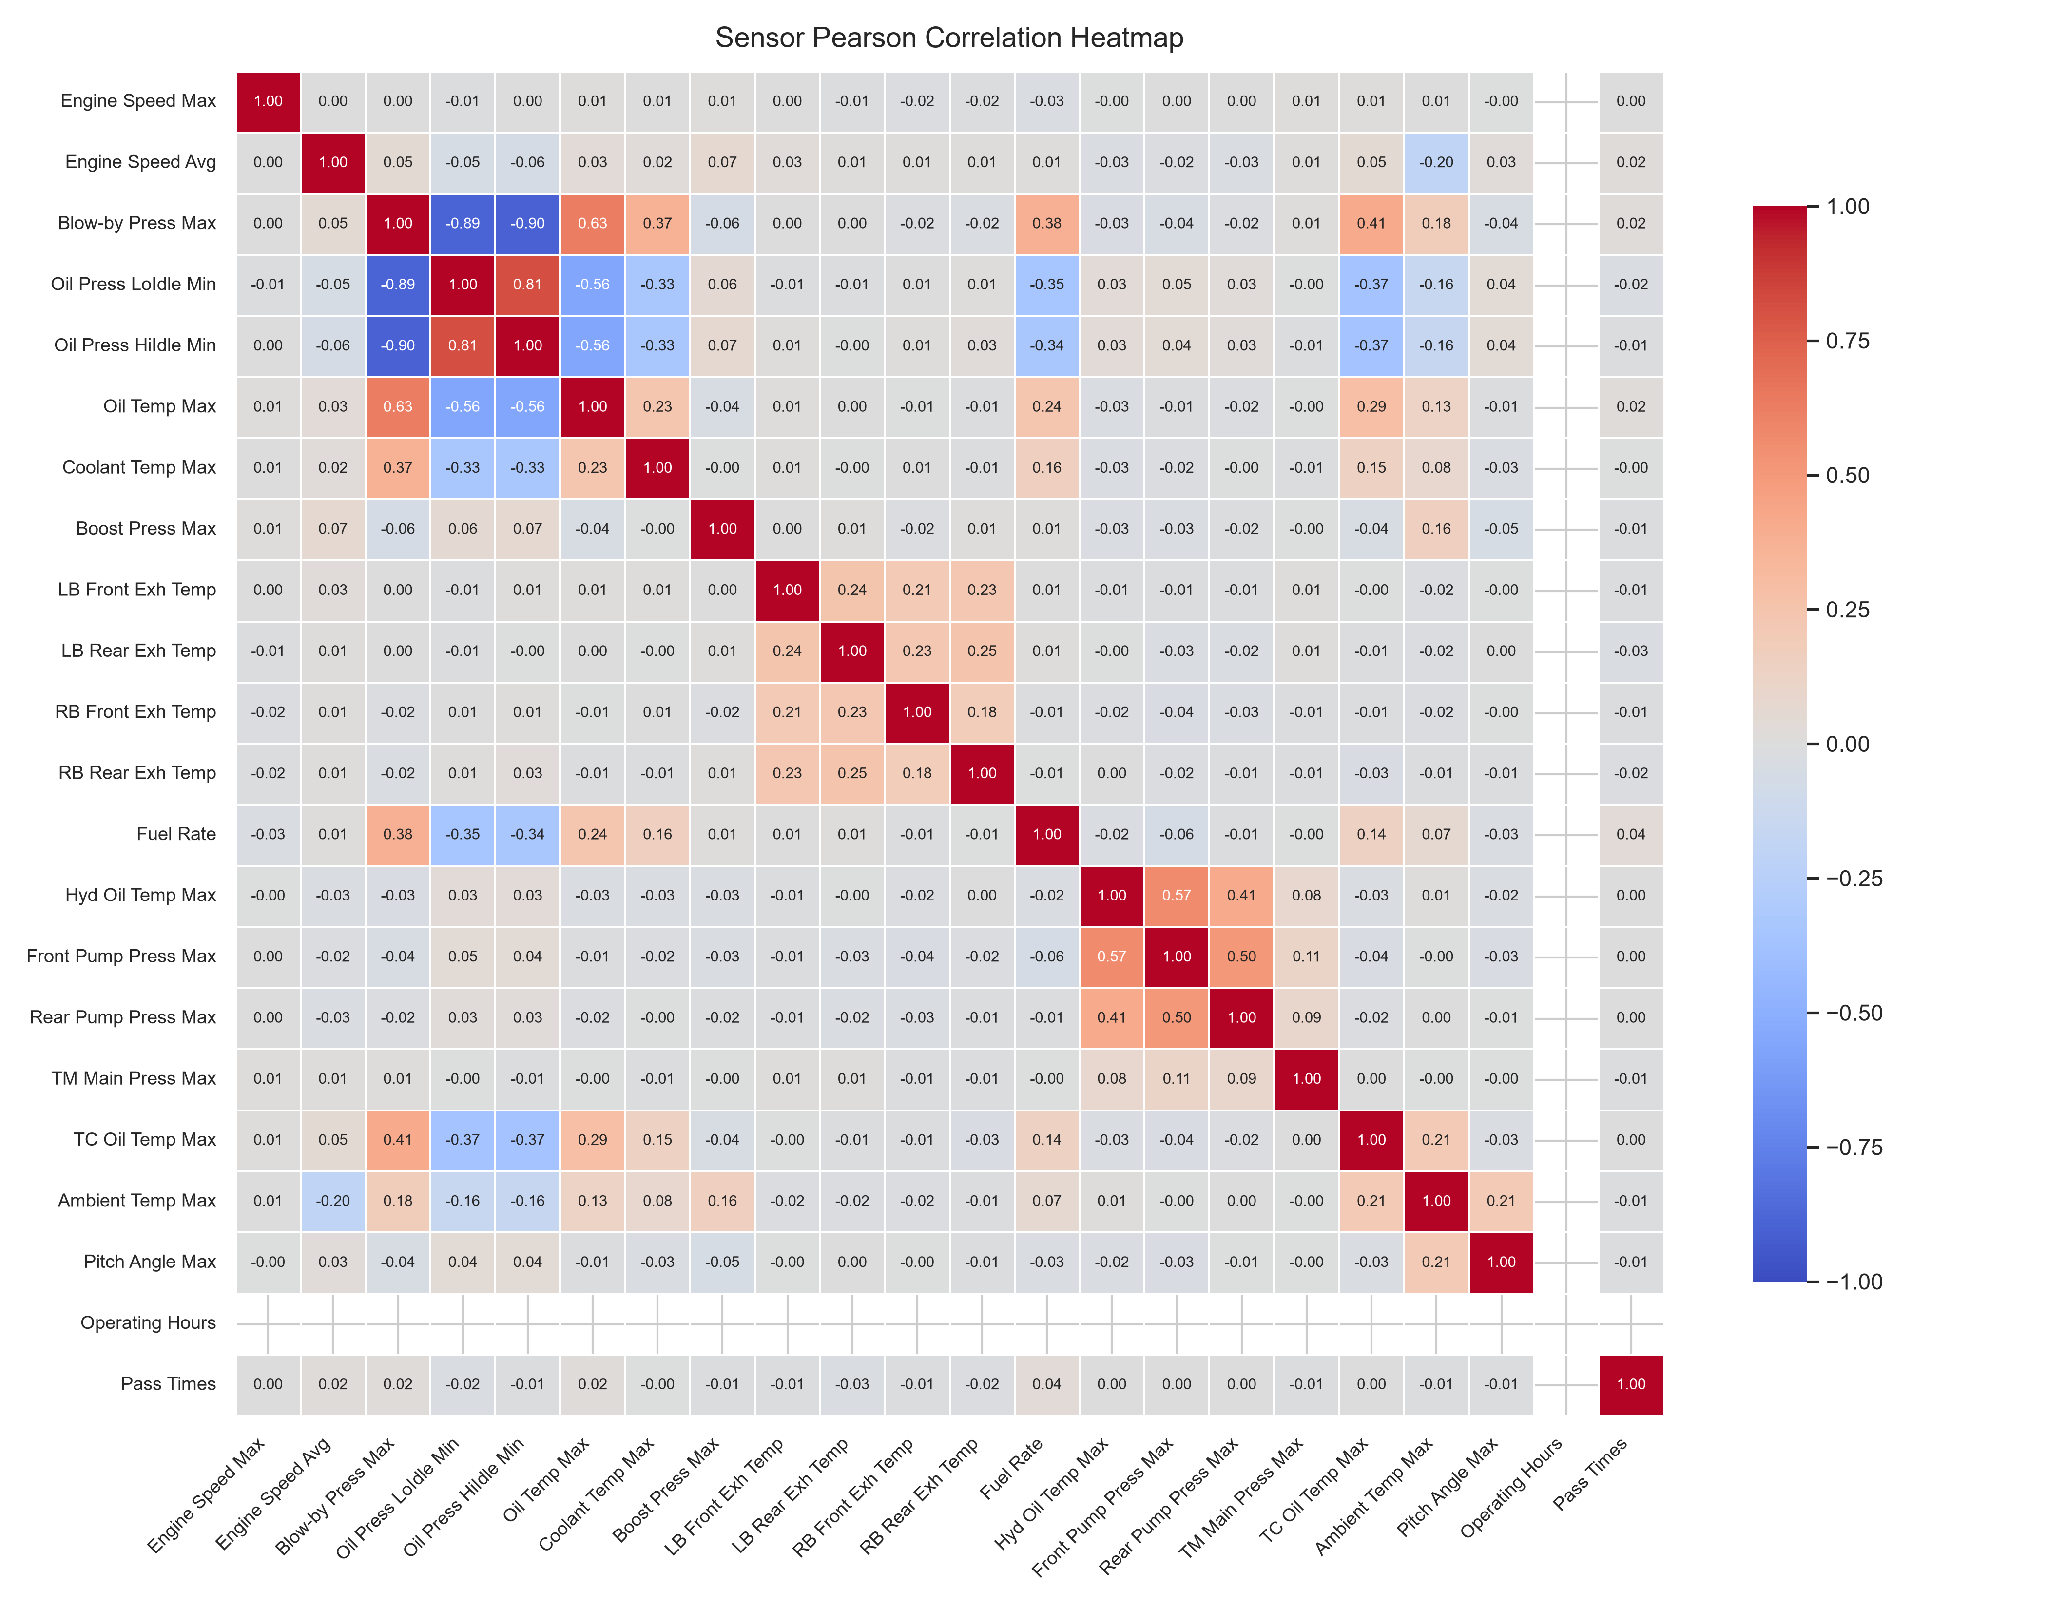 Sensor Pearson Correlation Heatmap
Engine Speed Max 1.00 0.00 0.00 -0.01 0.00 0.01 0.01 0.01 0.00 -0.01 -0.02 -0.02 -0.03 -0.00 0.00 0.00 0.01 0.01 0.01 -0.00 0.00
Engine Speed Avg 0.00 1.00 0.05 -0.05 -0.06 0.03 0.02 0.07 0.03 0.01 0.01 0.01 0.01 -0.03 -0.02 -0.03 0.01 0.05 -0.20 0.03 0.02
Blow-by Press Max 0.00 0.05 1.00 -0.89 -0.90 0.63 0.37 -0.06 0.00 0.00 -0.02 -0.02 0.38 -0.03 -0.04 -0.02 0.01 0.41 0.18 -0.04 0.02
Oil Press LoIdle Min -0.01 -0.05 -0.89 1.00 0.81 -0.56 -0.33 0.06 -0.01 -0.01 0.01 0.01 -0.35 0.03 0.05 0.03 -0.00 -0.37 -0.16 0.04 -0.02
Oil Press HiIdle Min 0.00 -0.06 -0.90 0.81 1.00 -0.56 -0.33 0.07 0.01 -0.00 0.01 0.03 -0.34 0.03 0.04 0.03 -0.01 -0.37 -0.16 0.04 -0.01
Oil Temp Max 0.01 0.03 0.63 -0.56 -0.56 1.00 0.23 -0.04 0.01 0.00 -0.01 -0.01 0.24 -0.03 -0.01 -0.02 -0.00 0.29 0.13 -0.01 0.02
Coolant Temp Max 0.01 0.02 0.37 -0.33 -0.33 0.23 1.00 -0.00 0.01 -0.00 0.01 -0.01 0.16 -0.03 -0.02 -0.00 -0.01 0.15 0.08 -0.03 -0.00
Boost Press Max 0.01 0.07 -0.06 0.06 0.07 -0.04 -0.00 1.00 0.00 0.01 -0.02 0.01 0.01 -0.03 -0.03 -0.02 -0.00 -0.04 0.16 -0.05 -0.01
LB Front Exh Temp 0.00 0.03 0.00 -0.01 0.01 0.01 0.01 0.00 1.00 0.24 0.21 0.23 0.01 -0.01 -0.01 -0.01 0.01 -0.00 -0.02 -0.00 -0.01
LB Rear Exh Temp -0.01 0.01 0.00 -0.01 -0.00 0.00 -0.00 0.01 0.24 1.00 0.23 0.25 0.01 -0.00 -0.03 -0.02 0.01 -0.01 -0.02 0.00 -0.03
RB Front Exh Temp -0.02 0.01 -0.02 0.01 0.01 -0.01 0.01 -0.02 0.21 0.23 1.00 0.18 -0.01 -0.02 -0.04 -0.03 -0.01 -0.01 -0.02 -0.00 -0.01
RB Rear Exh Temp -0.02 0.01 -0.02 0.01 0.03 -0.01 -0.01 0.01 0.23 0.25 0.18 1.00 -0.01 0.00 -0.02 -0.01 -0.01 -0.03 -0.01 -0.01 -0.02
Fuel Rate -0.03 0.01 0.38 -0.35 -0.34 0.24 0.16 0.01 0.01 0.01 -0.01 -0.01 1.00 -0.02 -0.06 -0.01 -0.00 0.14 0.07 -0.03 0.04
Hyd Oil Temp Max -0.00 -0.03 -0.03 0.03 0.03 -0.03 -0.03 -0.03 -0.01 -0.00 -0.02 0.00 -0.02 1.00 0.57 0.41 0.08 -0.03 0.01 -0.02 0.00
Front Pump Press Max 0.00 -0.02 -0.04 0.05 0.04 -0.01 -0.02 -0.03 -0.01 -0.03 -0.04 -0.02 -0.06 0.57 1.00 0.50 0.11 -0.04 -0.00 -0.03 0.00
Rear Pump Press Max 0.00 -0.03 -0.02 0.03 0.03 -0.02 -0.00 -0.02 -0.01 -0.02 -0.03 -0.01 -0.01 0.41 0.50 1.00 0.09 -0.02 0.00 -0.01 0.00
TM Main Press Max 0.01 0.01 0.01 -0.00 -0.01 -0.00 -0.01 -0.00 0.01 0.01 -0.01 -0.01 -0.00 0.08 0.11 0.09 1.00 0.00 -0.00 -0.00 -0.01
TC Oil Temp Max 0.01 0.05 0.41 -0.37 -0.37 0.29 0.15 -0.04 -0.00 -0.01 -0.01 -0.03 0.14 -0.03 -0.04 -0.02 0.00 1.00 0.21 -0.03 0.00
Ambient Temp Max 0.01 -0.20 0.18 -0.16 -0.16 0.13 0.08 0.16 -0.02 -0.02 -0.02 -0.01 0.07 0.01 -0.00 0.00 -0.00 0.21 1.00 0.21 -0.01
Pitch Angle Max -0.00 0.03 -0.04 0.04 0.04 -0.01 -0.03 -0.05 -0.00 0.00 -0.00 -0.01 -0.03 -0.02 -0.03 -0.01 -0.00 -0.03 0.21 1.00 -0.01
Operating Hours
Pass Times 0.00 0.02 0.02 -0.02 -0.01 0.02 -0.00 -0.01 -0.01 -0.03 -0.01 -0.02 0.04 0.00 0.00 0.00 -0.01 0.00 -0.01 -0.01 1.00
Engine Speed Max
Engine Speed Avg
Blow-by Press Max
Oil Press LoIdle Min
Oil Press HiIdle Min
Oil Temp Max
Coolant Temp Max
Boost Press Max
LB Front Exh Temp
LB Rear Exh Temp
RB Front Exh Temp
RB Rear Exh Temp
Fuel Rate
Hyd Oil Temp Max
Front Pump Press Max
Rear Pump Press Max
TM Main Press Max
TC Oil Temp Max
Ambient Temp Max
Pitch Angle Max
Operating Hours
Pass Times
1.00
0.75
0.50
0.25
0.00
−0.25
−0.50
−0.75
−1.00